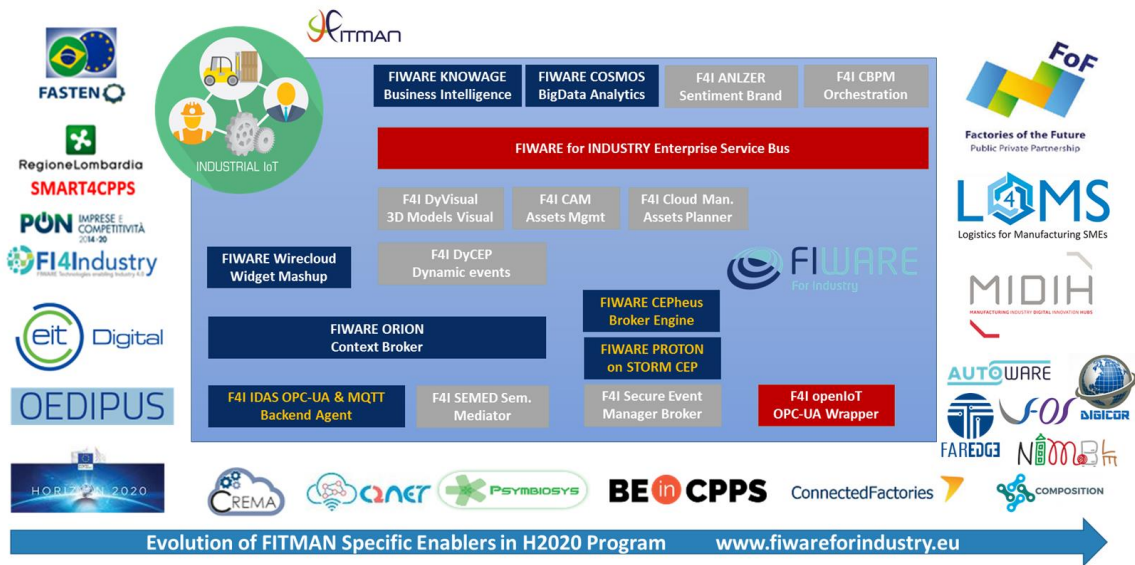 FITMAN
FASTEN
RegioneLombardia
SMART4CPPS
PON IMPRESE E
COMPETITIVITÀ
2014-20
FI4Industry
FIWARE Technologies enabling Industry 4.0
eit Digital
OEDIPUS
HORIZON 2020
INDUSTRIAL IoT
FIWARE KNOWAGE
Business Intelligence
FIWARE COSMOS
BigData Analytics
F4I ANLZER
Sentiment Brand
F4I CBPM
Orchestration
FIWARE for INDUSTRY Enterprise Service Bus
F4I DyVisual
3D Models Visual
F4I CAM
Assets Mgmt
F4I Cloud Man.
Assets Planner
FIWARE Wirecloud
Widget Mashup
F4I DyCEP
Dynamic events
FIWARE
For Industry
FIWARE CEPheus
Broker Engine
FIWARE ORION
Context Broker
FIWARE PROTON
on STORM CEP
F4I IDAS OPC-UA & MQTT
Backend Agent
F4I SEMED Sem.
Mediator
F4I Secure Event
Manager Broker
F4I openIoT
OPC-UA Wrapper
FOF
Factories of the Future
Public Private Partnership
L4MS
Logistics for Manufacturing SMEs
MIDIH
MANUFACTURING INDUSTRY DIGITAL INNOVATION HUBS
AUTOWARE
DIGICOR
FAREDGE
NIMBLE
CREMA
C2NET
PSYMBIOSYS
BE in CPPS
ConnectedFactories
COMPOSITION
Evolution of FITMAN Specific Enablers in H2020 Program
www.fiwareforindustry.eu